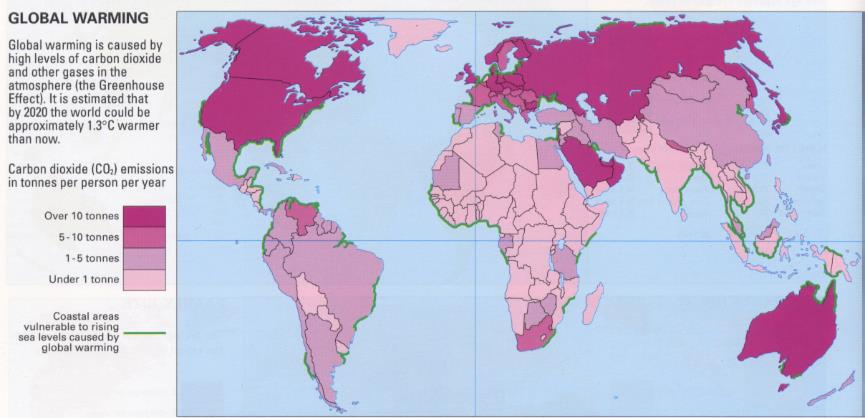 GLOBAL WARMING
Global warming is caused by
high levels of carbon dioxide
and other gases in the
atmosphere (the Greenhouse
Effect). It is estimated that
by 2020 the world could be
approximately 1.3°C warmer
than now.
Carbon dioxide (CO₂) emissions
in tonnes per person per year
Over 10 tonnes
5-10 tonnes
1-5 tonnes
Under 1 tonne
Coastal areas
vulnerable to rising
sea levels caused by
global warming